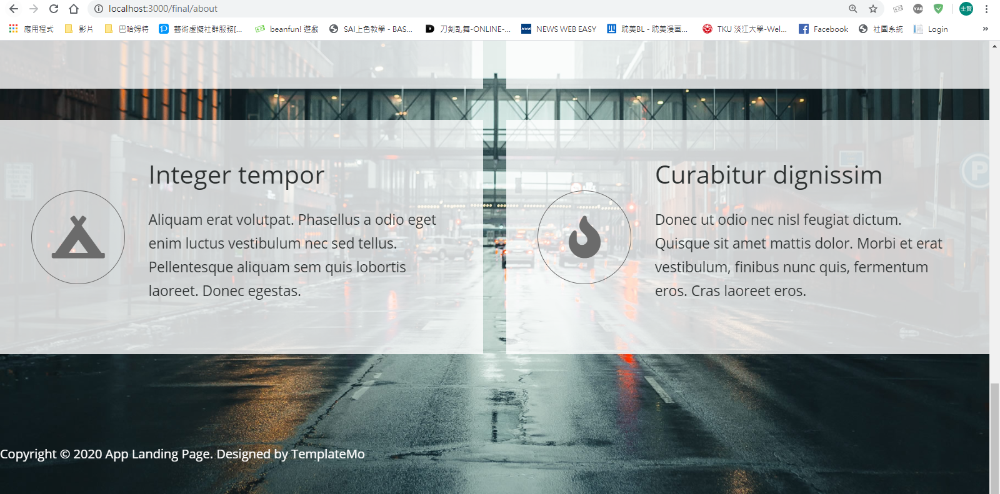 localhost:3000/final/about
YAB
士賢
應用程式 影片 巴哈姆特 藝術虛擬社群服務[... beanfun! 遊戲 SAI上色教學 - BAS... D 刀剣乱舞-ONLINE-... NHK NEWS WEB EASY 耽美BL - 耽美漫画... TKU 淡江大學-Wel... Facebook 社團系統 Login »
P
Integer tempor
Aliquam erat volutpat. Phasellus a odio eget
enim luctus vestibulum nec sed tellus.
Pellentesque aliquam sem quis lobortis
laoreet. Donec egestas.
Curabitur dignissim
Donec ut odio nec nisl feugiat dictum.
Quisque sit amet mattis dolor. Morbi et erat
vestibulum, finibus nunc quis, fermentum
eros. Cras laoreet eros.
Copyright © 2020 App Landing Page. Designed by TemplateMo